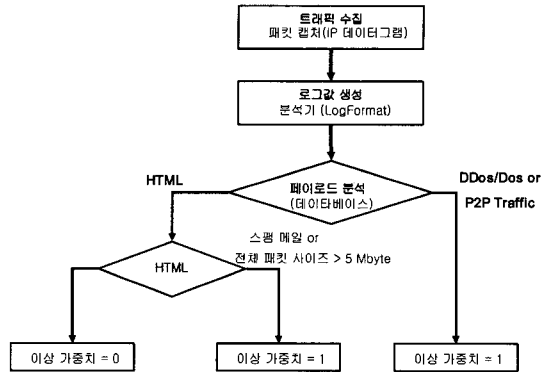 트래픽 수집
패킷 캡처(IP 데이터그램)
로그값 생성
분석기 (LogFormat)
HTML
페이로드 분석
(데이타베이스)
DDos/Dos or
P2P Traffic
HTML
스팸 메일 or
전체 패킷 사이즈 > 5 Mbyte
이상 가중치 = 0
이상 가중치 = 1
이상 가중치 = 1